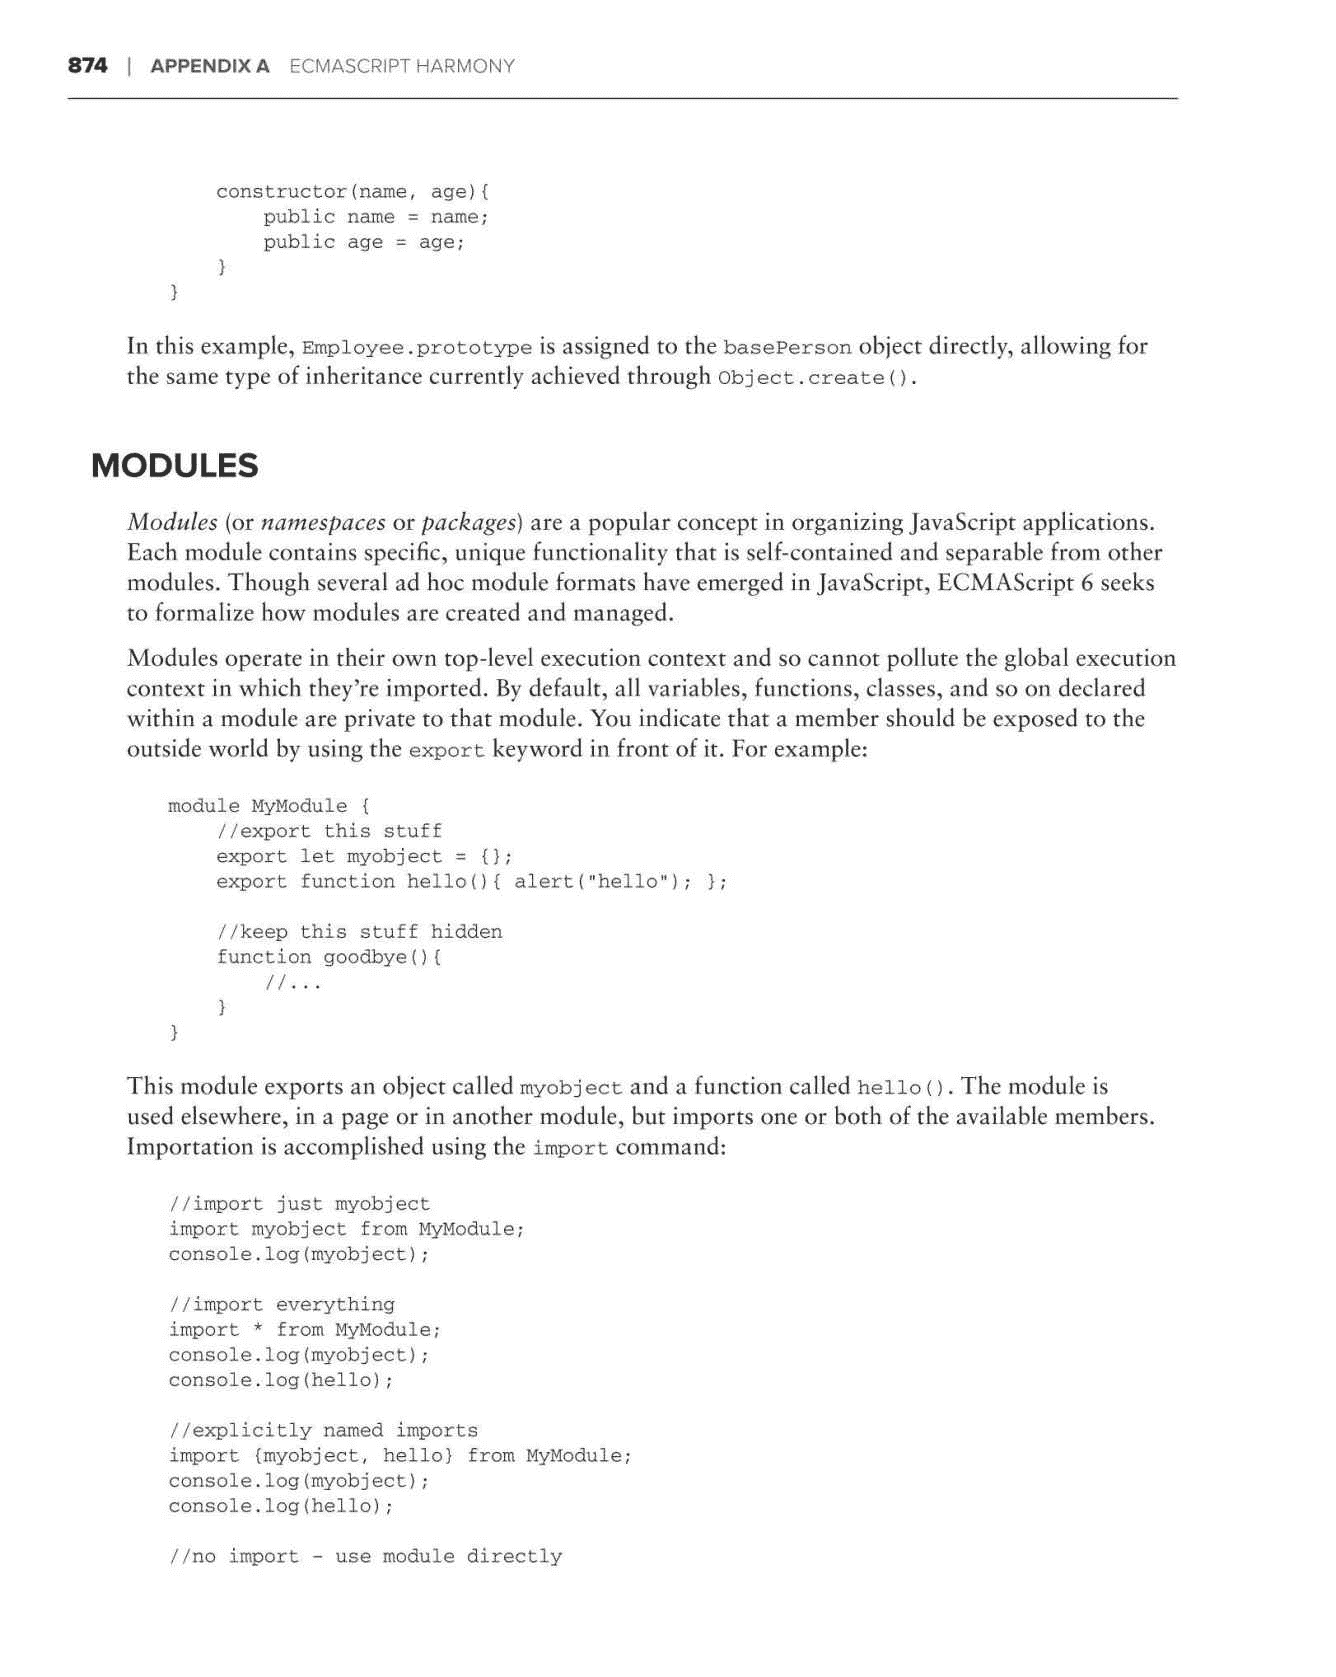 874 | APPENDIX A ECMASCRIPT HARMONY
constructor(name, age){
public name = name;
public age = age;
}
}
In this example, Employee.prototype is assigned to the basePerson object directly, allowing for
the same type of inheritance currently achieved through Object.create().
MODULES
Modules (or namespaces or packages) are a popular concept in organizing JavaScript applications.
Each module contains specific, unique functionality that is self-contained and separable from other
modules. Though several ad hoc module formats have emerged in JavaScript, ECMAScript 6 seeks
to formalize how modules are created and managed.
Modules operate in their own top-level execution context and so cannot pollute the global execution
context in which they’re imported. By default, all variables, functions, classes, and so on declared
within a module are private to that module. You indicate that a member should be exposed to the
outside world by using the export keyword in front of it. For example:
module MyModule {
//export this stuff
export let myobject = {};
export function hello(){ alert("hello"); };
//keep this stuff hidden
function goodbye(){
//...
}
}
This module exports an object called myobject and a function called hello(). The module is
used elsewhere, in a page or in another module, but imports one or both of the available members.
Importation is accomplished using the import command:
//import just myobject
import myobject from MyModule;
console.log(myobject);
//import everything
import * from MyModule;
console.log(myobject);
console.log(hello);
//explicitly named imports
import {myobject, hello} from MyModule;
console.log(myobject);
console.log(hello);
//no import - use module directly